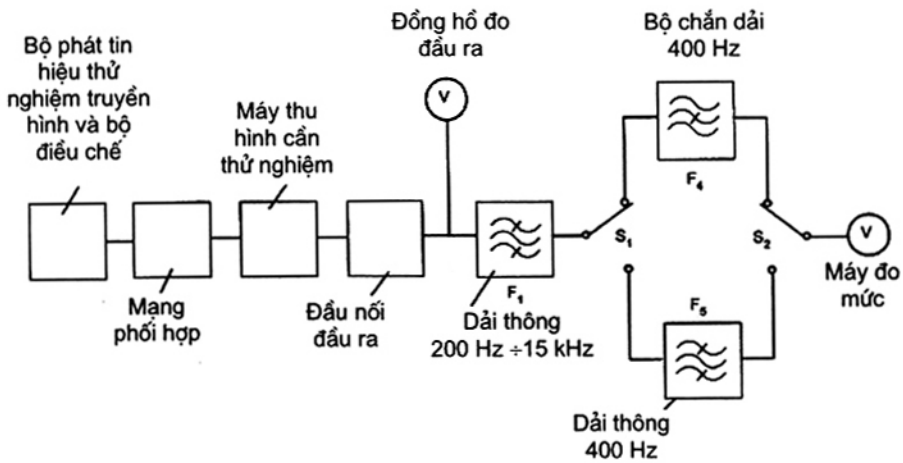 Bộ phát tin
hiệu thử
nghiệm truyền
hình và bộ
điều chế
Mạng
phối hợp
Máy thu
hình cần
thử nghiệm
Đầu nối
đầu ra
Đồng hồ đo
đầu ra
V
F₁
Dải thông
200 Hz ÷15 kHz
S₁
Bộ chắn dải
400 Hz
F₄
S₂
V
Máy đo
mức
F₅
Dải thông
400 Hz